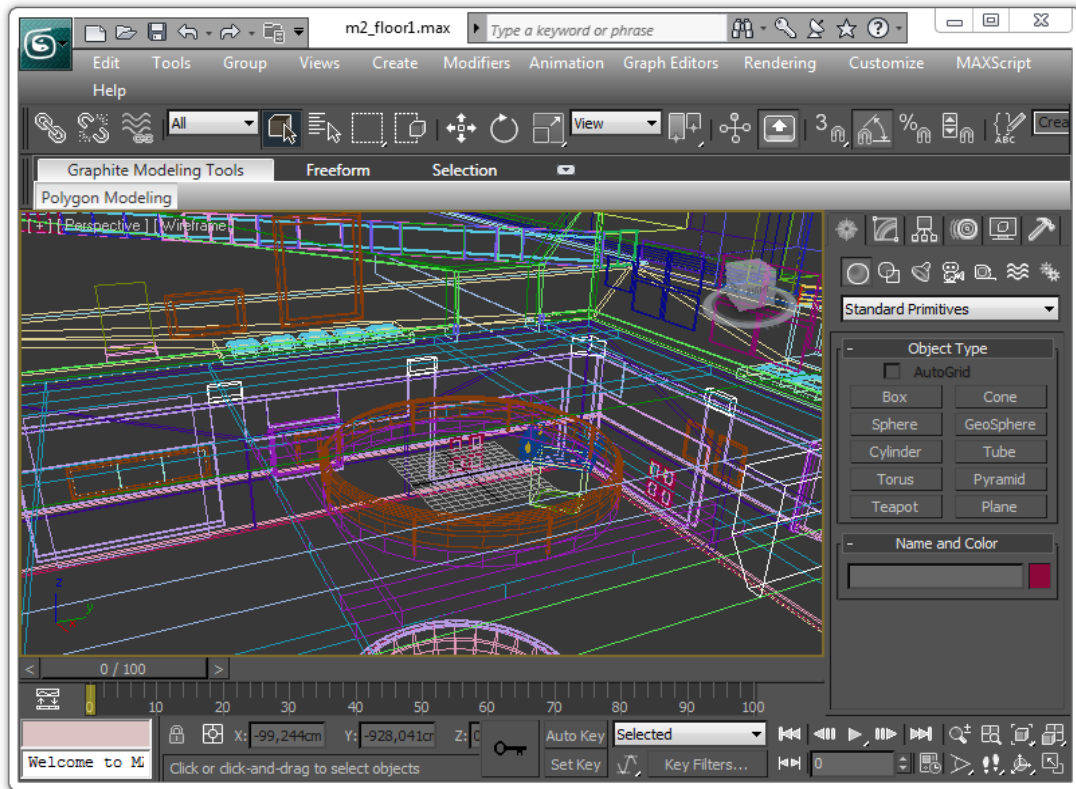 m2_floor1.max
Type a keyword or phrase
Edit Tools Group Views Create Modifiers Animation Graph Editors Rendering Customize MAXScript
Help
All
View
3
%
ABC
Crea
Graphite Modeling Tools Freeform Selection
Polygon Modeling
[ + ] [ Perspective ] [ Wireframe ]
Standard Primitives
- Object Type
AutoGrid
Box Cone
Sphere GeoSphere
Cylinder Tube
Torus Pyramid
Teapot Plane
- Name and Color
z
y
x
< 0 / 100 >
0 10 20 30 40 50 60 70 80 90 100
X: -99,244cm Y: -928,041cr Z: 0
Auto Key Selected
Welcome to M
Click or click-and-drag to select objects
Set Key Key Filters...
0